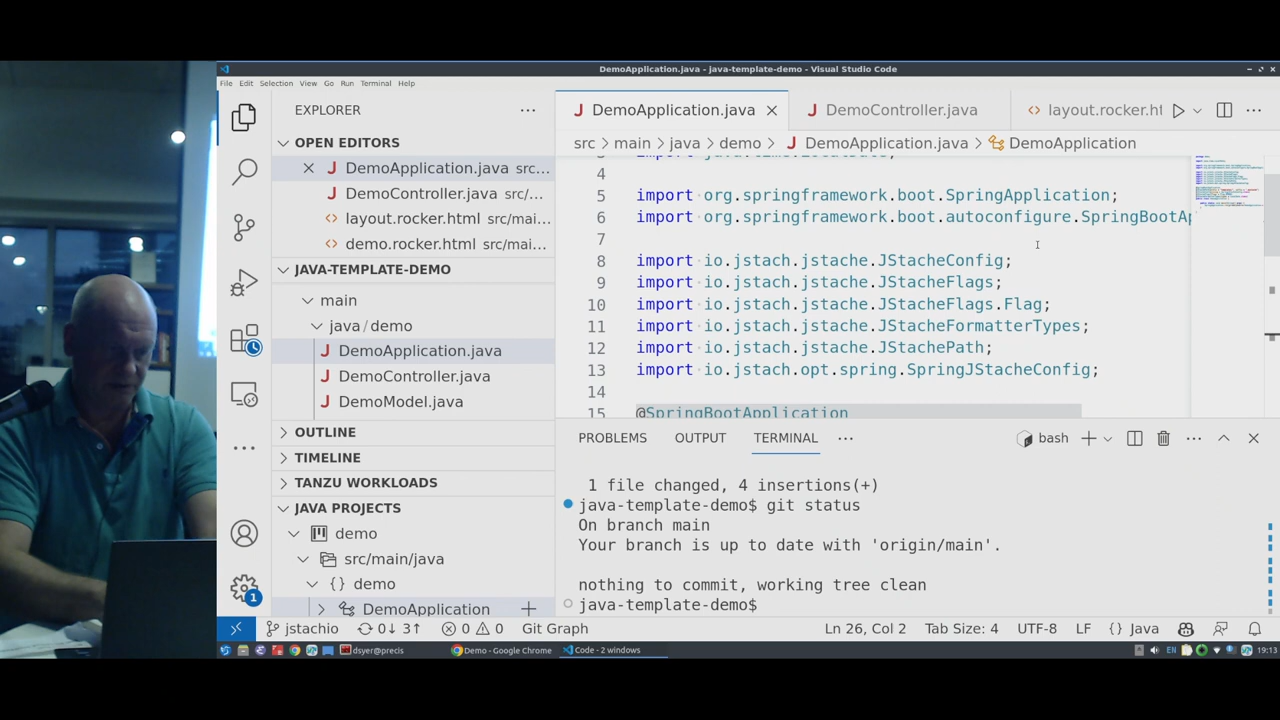 DemoApplication.java - java-template-demo - Visual Studio Code
File Edit Selection View Go Run Terminal Help
EXPLORER
OPEN EDITORS
DemoApplication.java src...
DemoController.java src/mai...
layout.rocker.html src/mai...
demo.rocker.html src/mai...
JAVA-TEMPLATE-DEMO
main
java / demo
DemoApplication.java
DemoController.java
DemoModel.java
OUTLINE
TIMELINE
TANZU WORKLOADS
JAVA PROJECTS
demo
src/main/java
{} demo
DemoApplication
1
DemoApplication.java DemoController.java layout.rocker.ht
src > main > java > demo > DemoApplication.java > DemoApplication
4
5 import org.springframework.boot.SpringApplication;
6 import org.springframework.boot.autoconfigure.SpringBootAp
7
8 import io.jstach.jstache.JStacheConfig;
9 import io.jstach.jstache.JStacheFlags;
10 import io.jstach.jstache.JStacheFlags.Flag;
11 import io.jstach.jstache.JStacheFormatterTypes;
12 import io.jstach.jstache.JStachePath;
13 import io.jstach.opt.spring.SpringJStacheConfig;
14
15 @SpringBootApplication
PROBLEMS OUTPUT TERMINAL ... bash
1 file changed, 4 insertions(+)
java-template-demo$ git status
On branch main
Your branch is up to date with 'origin/main'.
nothing to commit, working tree clean
java-template-demo$
jstachio 0↓ 3↑ 0 0 Git Graph Ln 26, Col 2 Tab Size: 4 UTF-8 LF {} Java
dsyer@precis Demo - Google Chrome Code - 2 windows EN 19:13